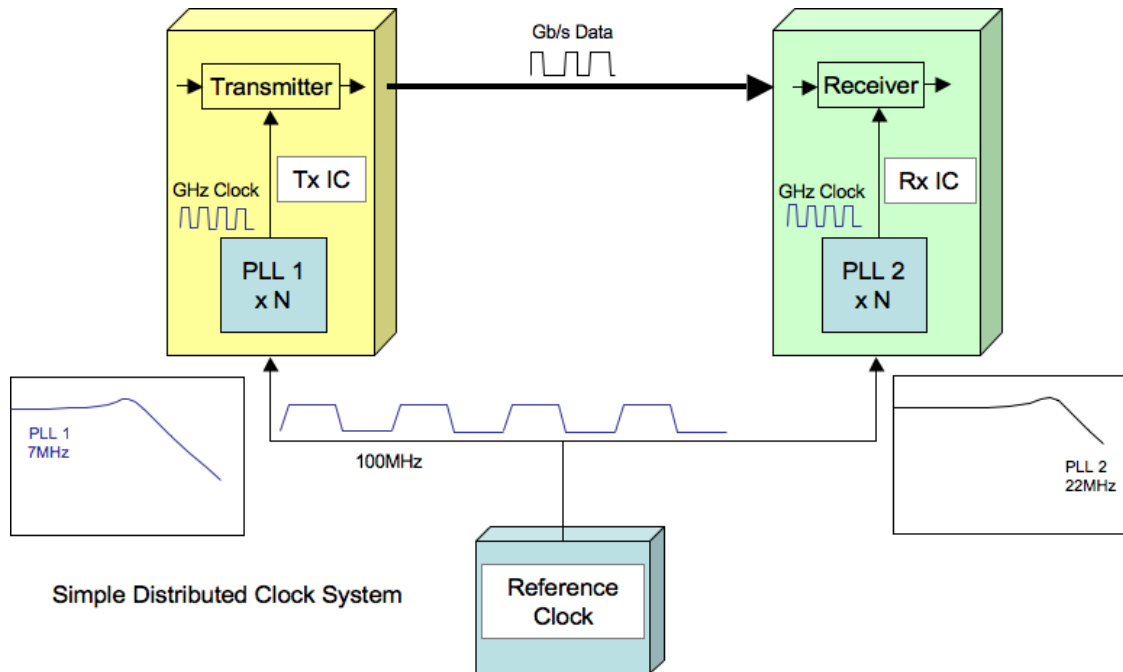 Gb/s Data
Transmitter
Receiver
Tx IC
Rx IC
GHz Clock
GHz Clock
PLL 1
x N
PLL 2
x N
PLL 1
7MHz
100MHz
PLL 2
22MHz
Simple Distributed Clock System
Reference
Clock